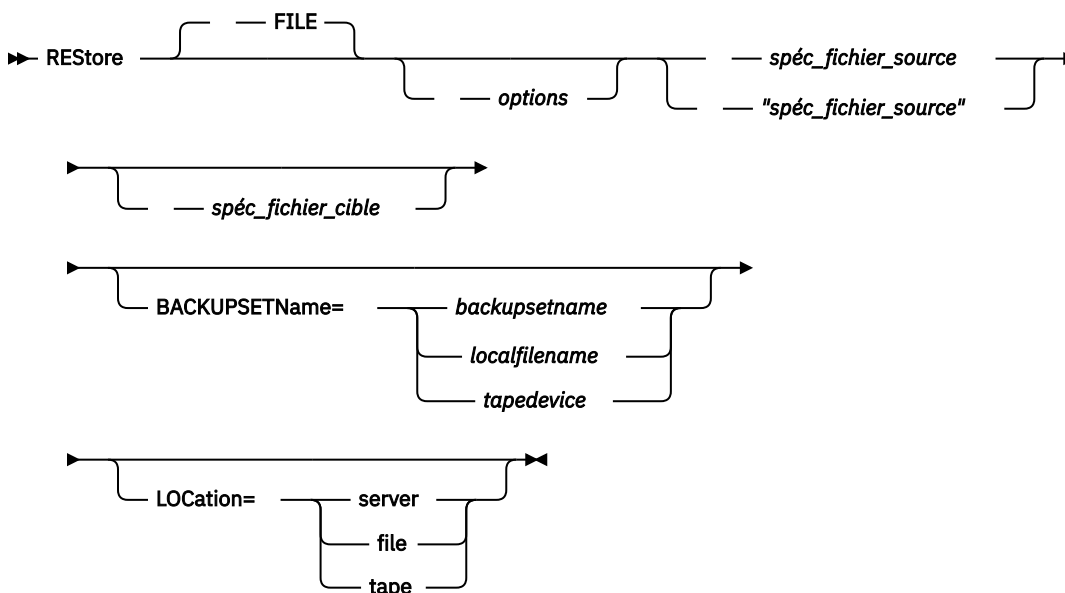 FILE
REStore
options
spéc_fichier_source
"spéc_fichier_source"
spéc_fichier_cible
BACKUPSETName=
backupsetname
localfilename
tapedevice
LOCation=
server
file
tape